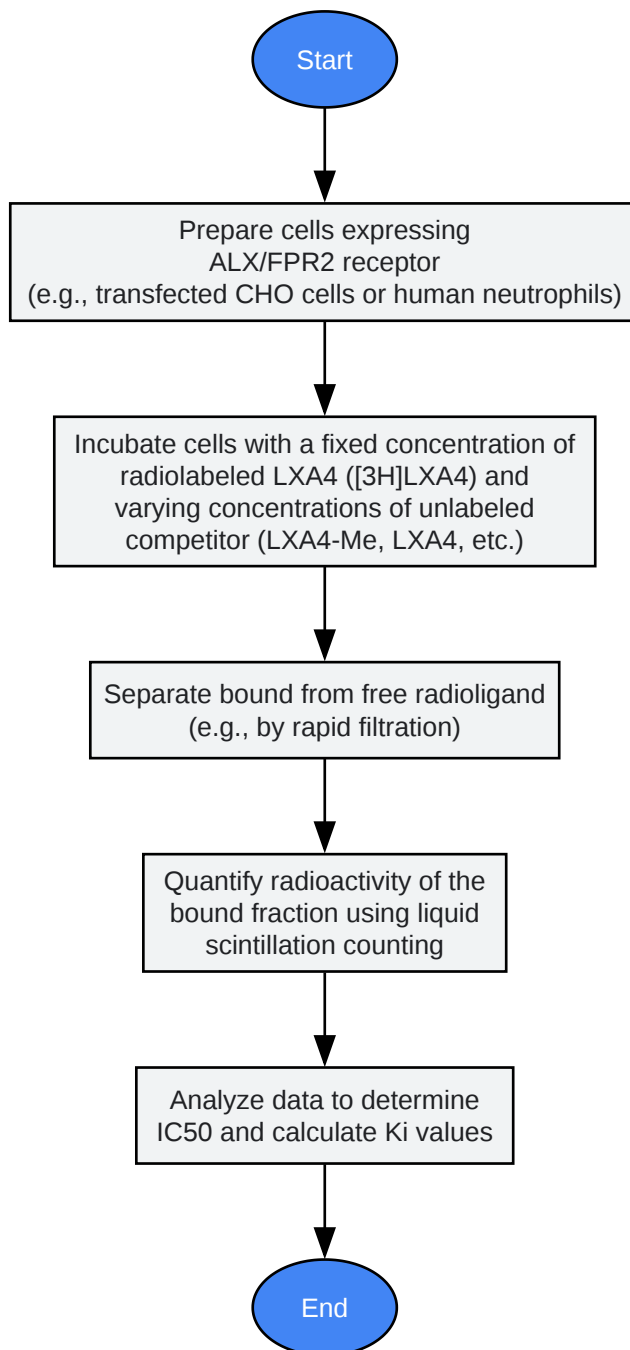 Start
Prepare cells expressing
ALX/FPR2 receptor
(e.g., transfected CHO cells or human neutrophils)
Incubate cells with a fixed concentration of
radiolabeled LXA4 ([3H]LXA4) and
varying concentrations of unlabeled
competitor (LXA4-Me, LXA4, etc.)
Separate bound from free radioligand
(e.g., by rapid filtration)
Quantify radioactivity of the
bound fraction using liquid
scintillation counting
Analyze data to determine
IC50 and calculate Ki values
End